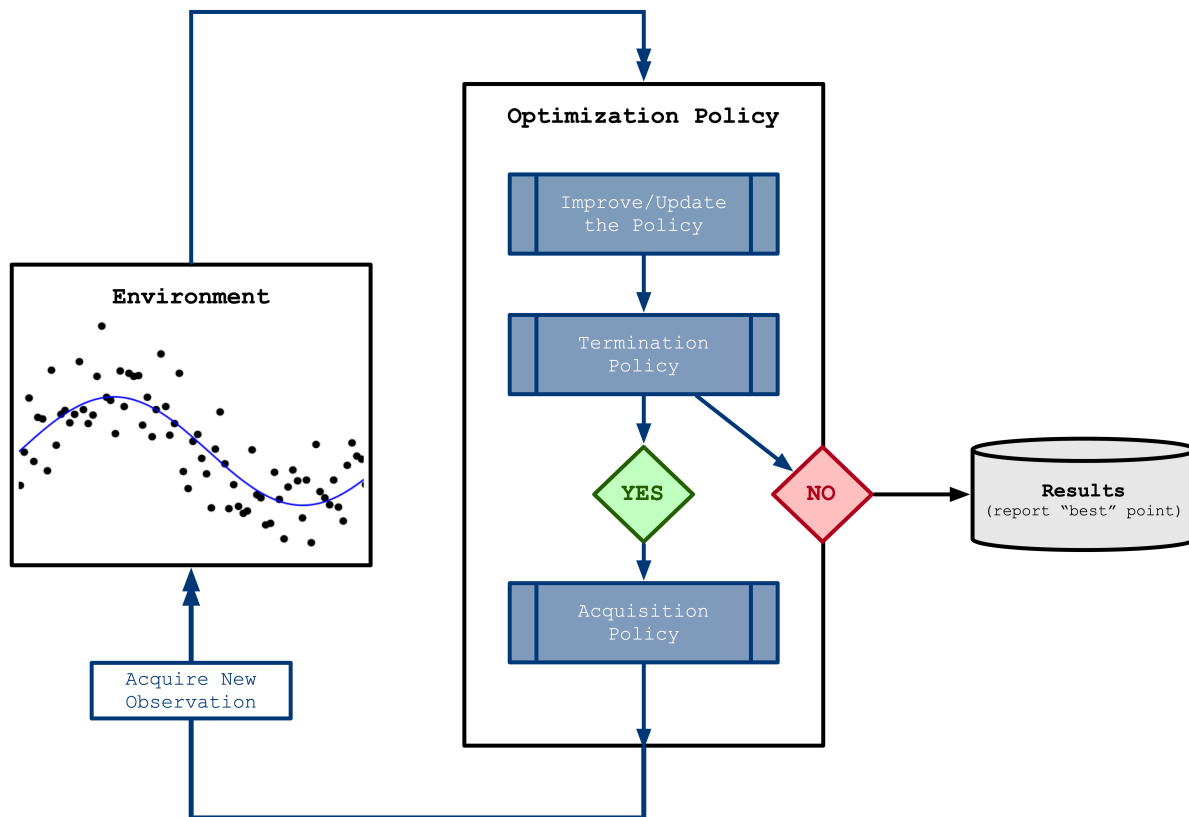 Optimization Policy
Improve/Update
the Policy
Environment
Termination
Policy
YES
NO
Results
(report “best” point)
Acquisition
Policy
Acquire New
Observation